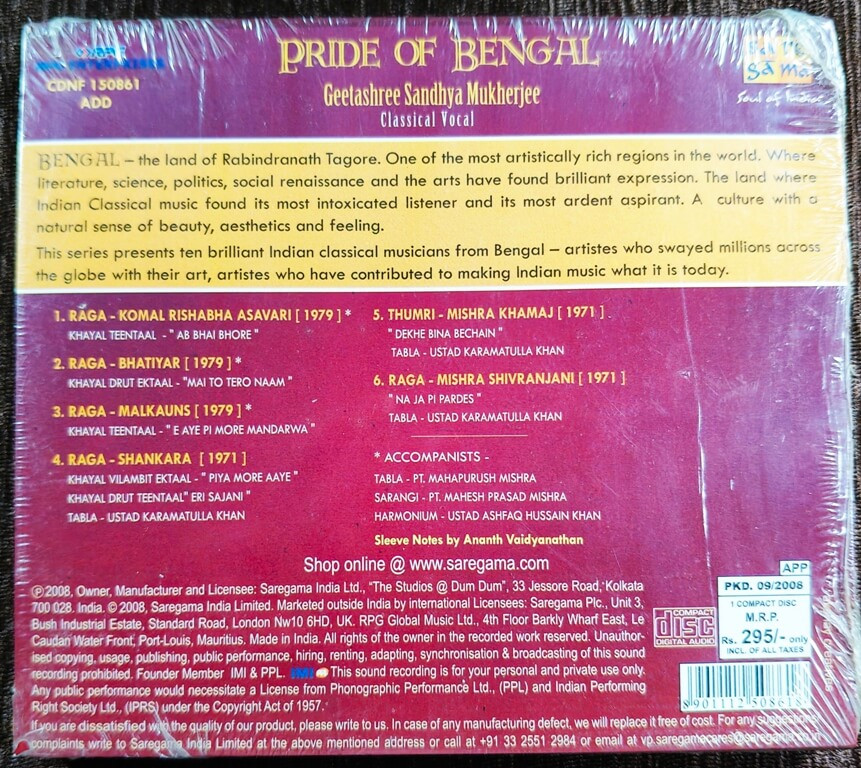 PRIDE OF BENGAL
CDNF 150861
ADD
Geetashree Sandhya Mukherjee
Classical Vocal
sa re
ga ma
Soul of India
BENGAL – the land of Rabindranath Tagore. One of the most artistically rich regions in the world. Where
literature, science, politics, social renaissance and the arts have found brilliant expression. The land where
Indian Classical music found its most intoxicated listener and its most ardent aspirant. A culture with a
natural sense of beauty, aesthetics and feeling.
This series presents ten brilliant Indian classical musicians from Bengal – artistes who swayed millions across
the globe with their art, artistes who have contributed to making Indian music what it is today.
1. RAGA - KOMAL RISHABHA ASAVARI [ 1979 ] *
KHAYAL TEENTAAL - " AB BHAI BHORE "
2. RAGA - BHATIYAR [ 1979 ] *
KHAYAL DRUT EKTAAL - "MAI TO TERO NAAM "
3. RAGA - MALKAUNS [ 1979 ] *
KHAYAL TEENTAAL - " E AYE PI MORE MANDARWA "
4. RAGA - SHANKARA [ 1971 ]
KHAYAL VILAMBIT EKTAAL - " PIYA MORE AAYE "
KHAYAL DRUT TEENTAAL" ERI SAJANI "
TABLA - USTAD KARAMATULLA KHAN
5. THUMRI - MISHRA KHAMAJ [ 1971 ] .
" DEKHE BINA BECHAIN "
TABLA - USTAD KARAMATULLA KHAN
6. RAGA - MISHRA SHIVRANJANI [ 1971 ]
" NA JA PI PARDES "
TABLA - USTAD KARAMATULLA KHAN
* ACCOMPANISTS -
TABLA - PT. MAHAPURUSH MISHRA
SARANGI - PT. MAHESH PRASAD MISHRA
HARMONIUM - USTAD ASHFAQ HUSSAIN KHAN
Sleeve Notes by Ananth Vaidyanathan
Shop online @ www.saregama.com
℗2008, Owner, Manufacturer and Licensee: Saregama India Ltd., "The Studios @ Dum Dum", 33 Jessore Road, Kolkata
700 028. India. © 2008, Saregama India Limited. Marketed outside India by international Licensees: Saregama Plc., Unit 3,
Bush Industrial Estate, Standard Road, London Nw10 6HD, UK. RPG Global Music Ltd., 4th Floor Barkly Wharf East, Le
Caudan Water Front, Port-Louis, Mauritius. Made in India. All rights of the owner in the recorded work reserved. Unauthor-
ised copying, usage, publishing, public performance, hiring, renting, adapting, synchronisation & broadcasting of this sound
recording prohibited. Founder Member IMI & PPL. This sound recording is for your personal and private use only.
Any public performance would necessitate a License from Phonographic Performance Ltd., (PPL) and Indian Performing
Right Society Ltd., (IPRS) under the Copyright Act of 1957.
If you are dissatisfied with the quality of our product, please write to us. In case of any manufacturing defect, we will replace it free of cost. For any suggestions/
complaints write to Saregama India Limited at the above mentioned address or call at +91 33 2551 2984 or email at vp.saregamacares@saregama.co.in
COMPACT
disc
DIGITAL AUDIO
APP
PKD. 09/2008
1 COMPACT DISC
M.R.P.
Rs. 295/- only
INCL. OF ALL TAXES
8901112508618